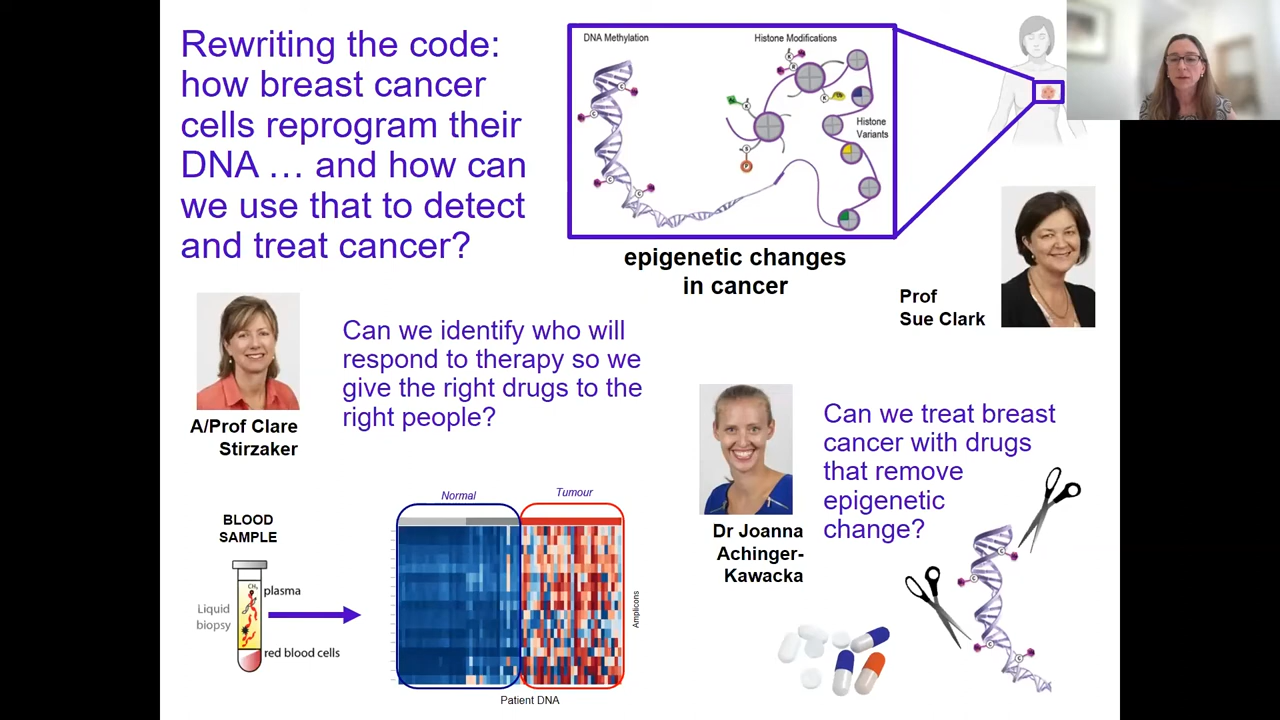 Rewriting the code:
how breast cancer
cells reprogram their
DNA ... and how can
we use that to detect
and treat cancer?
DNA Methylation
Histone Modifications
Histone
Variants
epigenetic changes
in cancer
Prof
Sue Clark
A/Prof Clare
Stirzaker
Can we identify who will
respond to therapy so we
give the right drugs to the
right people?
Dr Joanna
Achinger-
Kawacka
Can we treat breast
cancer with drugs
that remove
epigenetic
change?
BLOOD
SAMPLE
Liquid
biopsy
CH₃
plasma
red blood cells
Normal
Tumour
Amplicons
Patient DNA